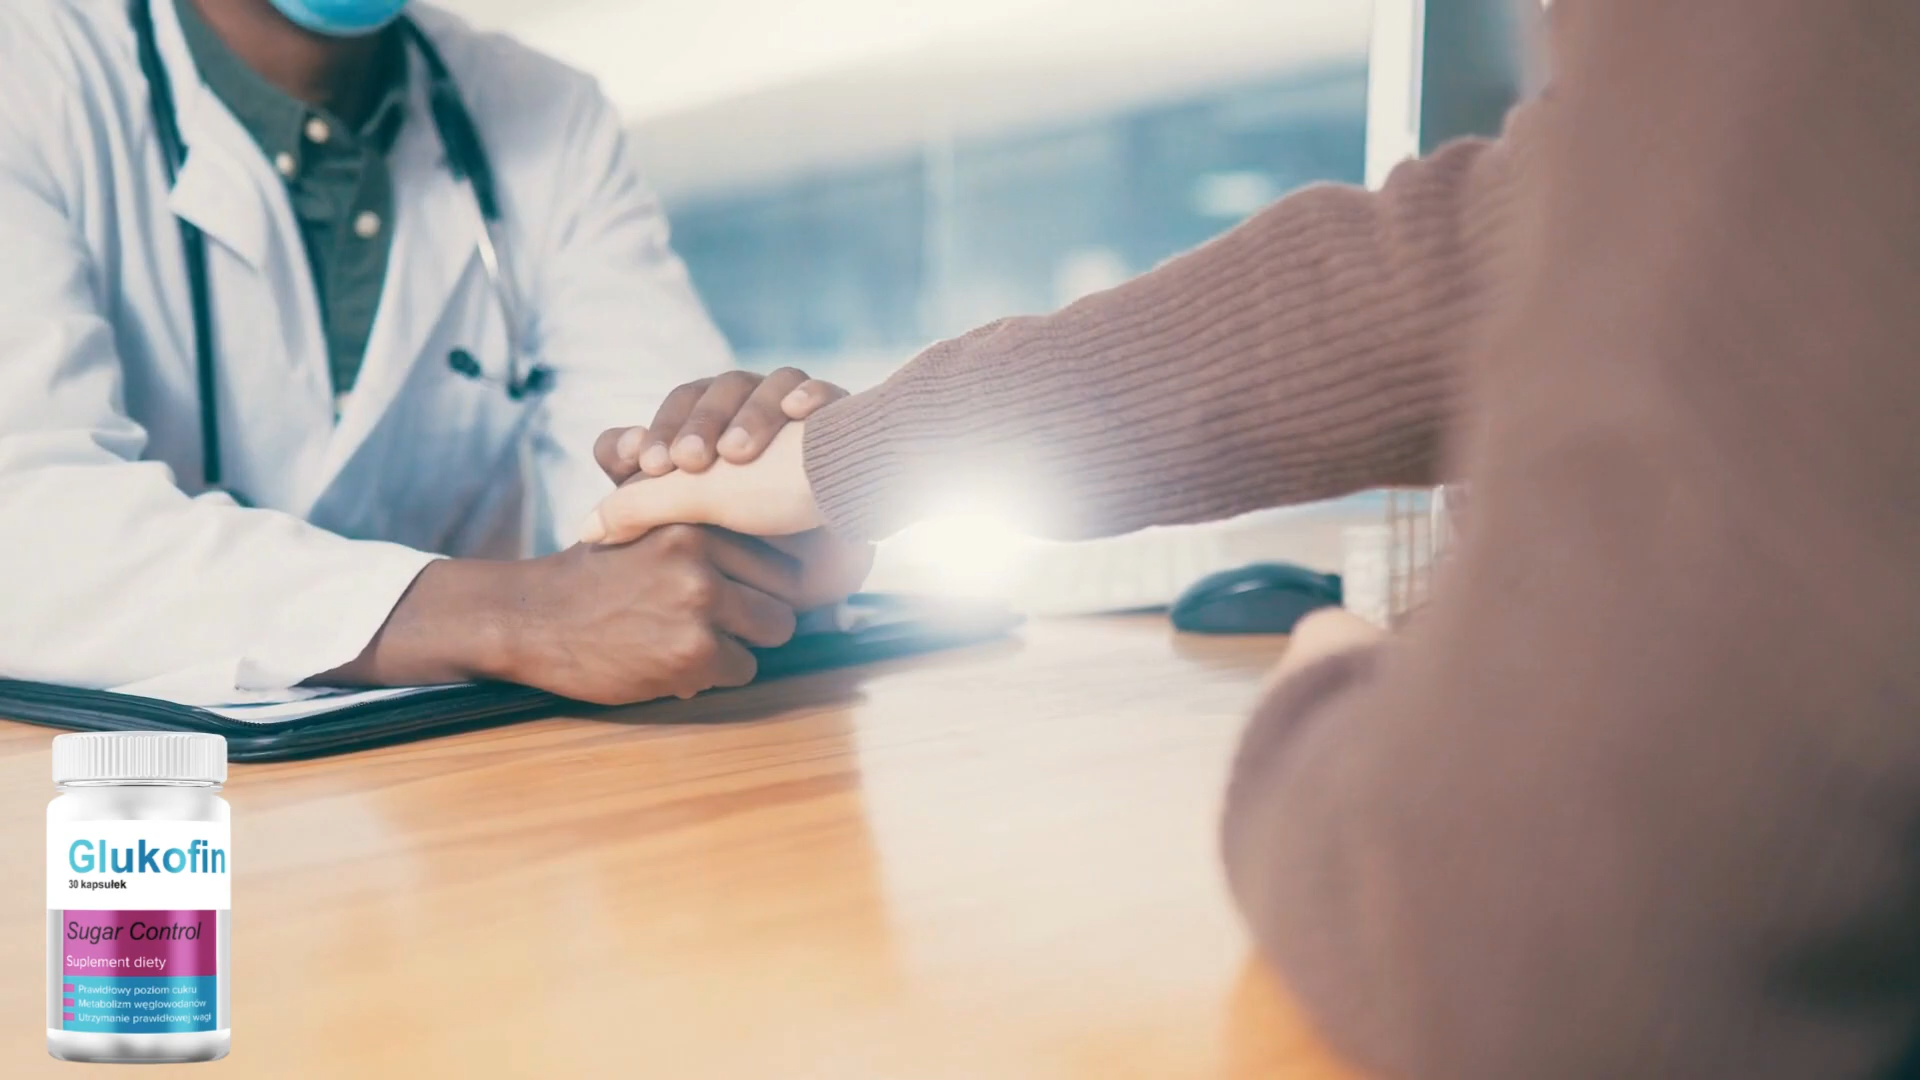 Glukofin
30 kapsułek
Sugar Control
Suplement diety
Prawidłowy poziom cukru
Metabolizm węglowodanów
Utrzymanie prawidłowej wagi